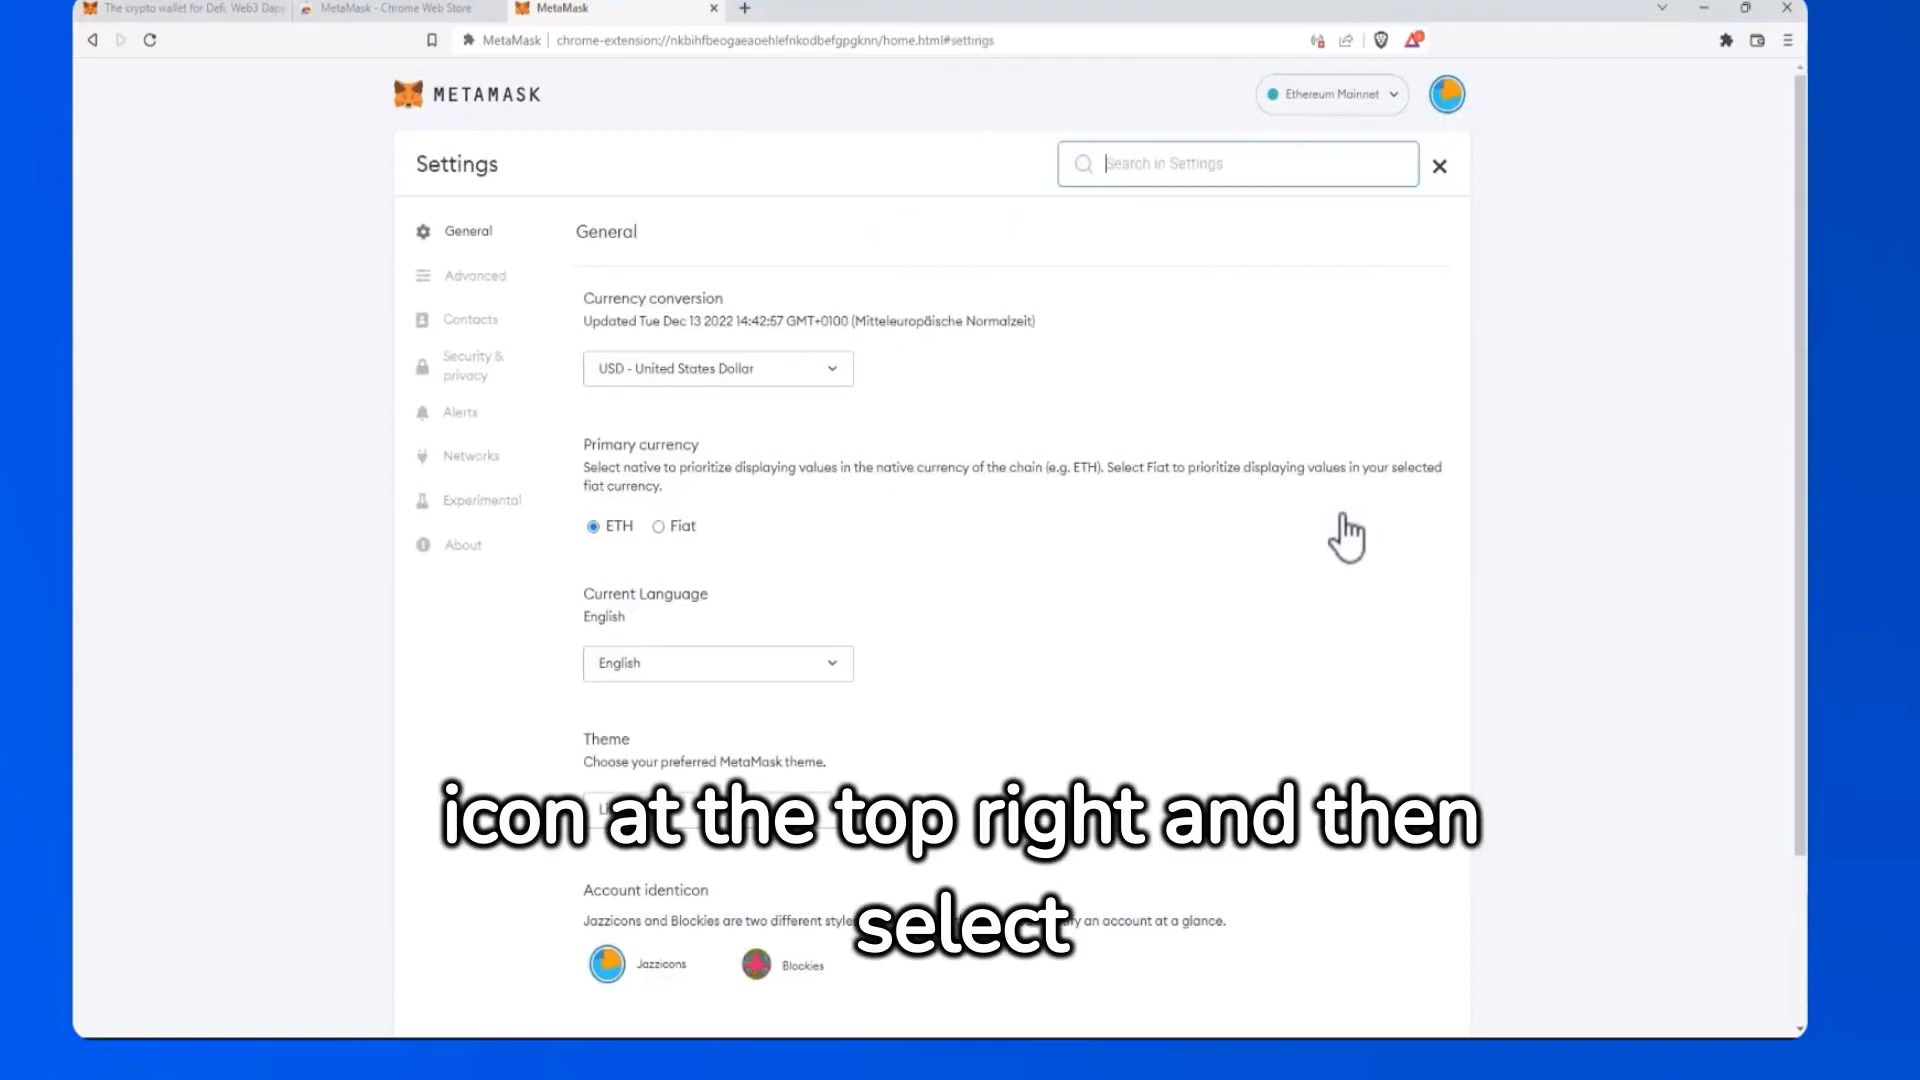 The crypto wallet for Defi, Web3 Dapp
MetaMask - Chrome Web Store
MetaMask
MetaMask
chrome-extension://nkbihfbeogaeaoehlefnkodbefgpgknn/home.html#settings
METAMASK
Ethereum Mainnet
Settings
Search in Settings
General
Advanced
Contacts
Security &
privacy
Alerts
Networks
Experimental
About
General
Currency conversion
Updated Tue Dec 13 2022 14:42:57 GMT+0100 (Mitteleuropäische Normalzeit)
USD - United States Dollar
Primary currency
Select native to prioritize displaying values in the native currency of the chain (e.g. ETH). Select Fiat to prioritize displaying values in your selected
fiat currency.
ETH
Fiat
Current Language
English
English
Theme
Choose your preferred MetaMask theme.
icon at the top right and then
select
Account identicon
Jazzicons and Blockies are two different style an account at a glance.
Jazzicons
Blockies